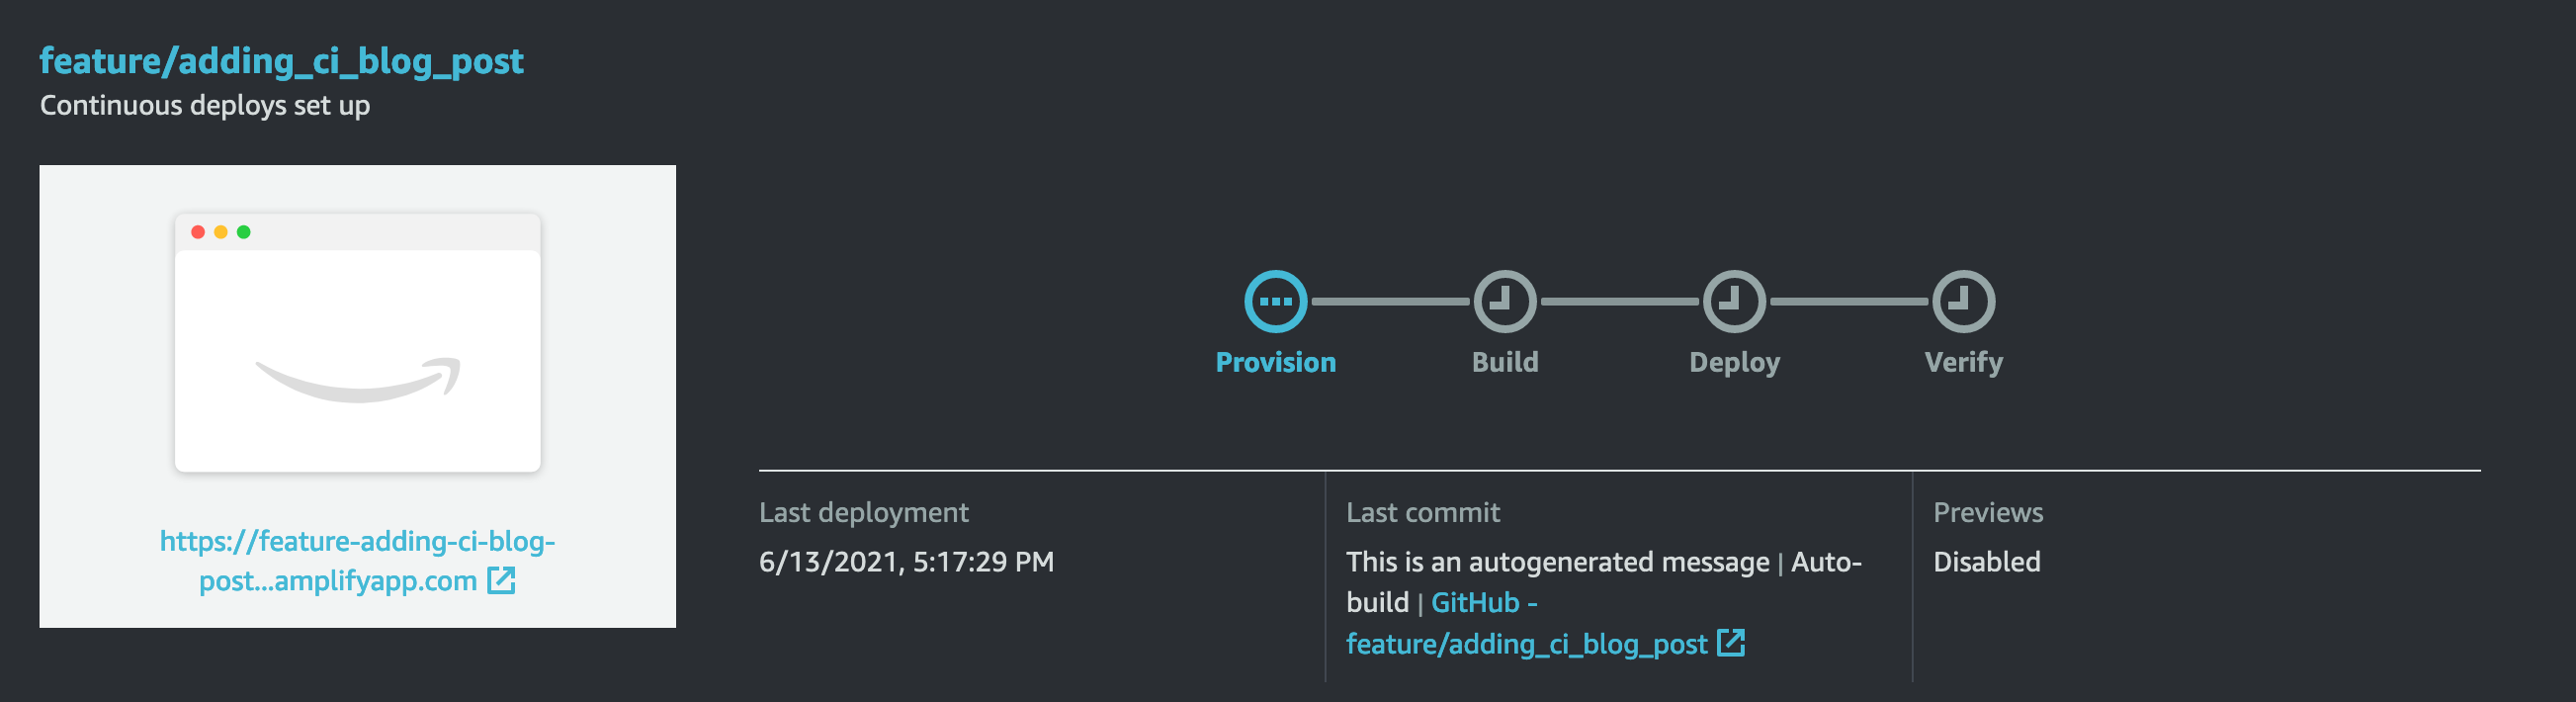 feature/adding_ci_blog_post
Continuous deploys set up
https://feature-adding-ci-blog-
post...amplifyapp.com
Provision
Build
Deploy
Verify
Last deployment
6/13/2021, 5:17:29 PM
Last commit
This is an autogenerated message | Auto-
build | GitHub -
feature/adding_ci_blog_post
Previews
Disabled